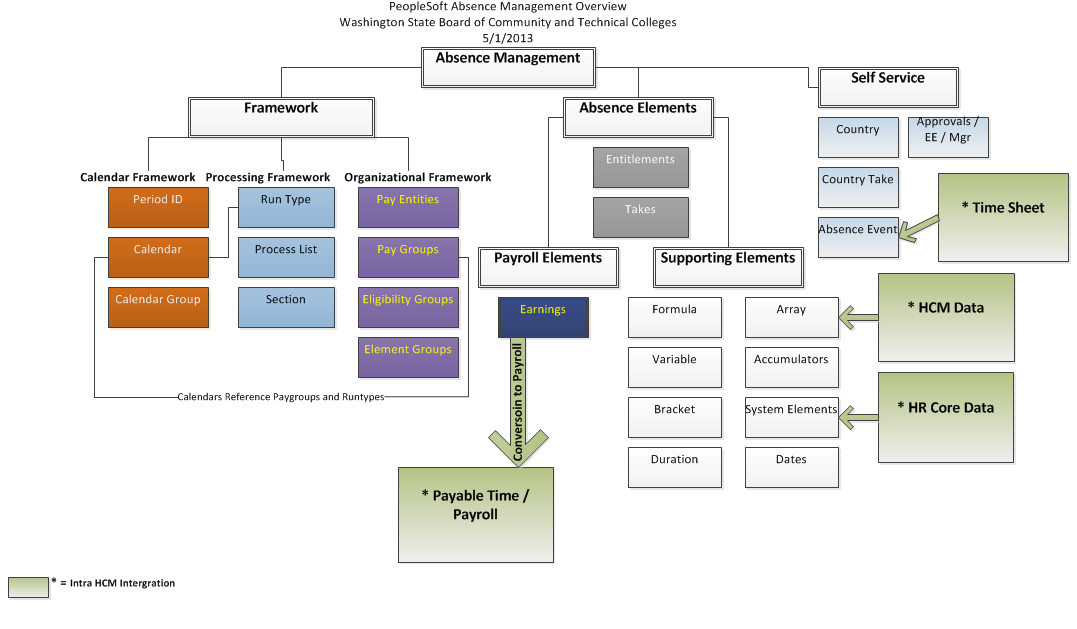 PeopleSoft Absence Management Overview
Washington State Board of Community and Technical Colleges
5/1/2013
Absence Management
Framework
Absence Elements
Self Service
Calendar Framework
Processing Framework
Organizational Framework
Period ID
Calendar
Calendar Group
Run Type
Process List
Section
Pay Entities
Pay Groups
Eligibility Groups
Element Groups
Calendars Reference Paygroups and Runtypes
Entitlements
Takes
Payroll Elements
Supporting Elements
Earnings
Conversoin to Payroll
* Payable Time /
Payroll
Formula
Variable
Bracket
Duration
Array
Accumulators
System Elements
Dates
Country
Country Take
Absence Event
Approvals /
EE / Mgr
* Time Sheet
* HCM Data
* HR Core Data
* = Intra HCM Intergration